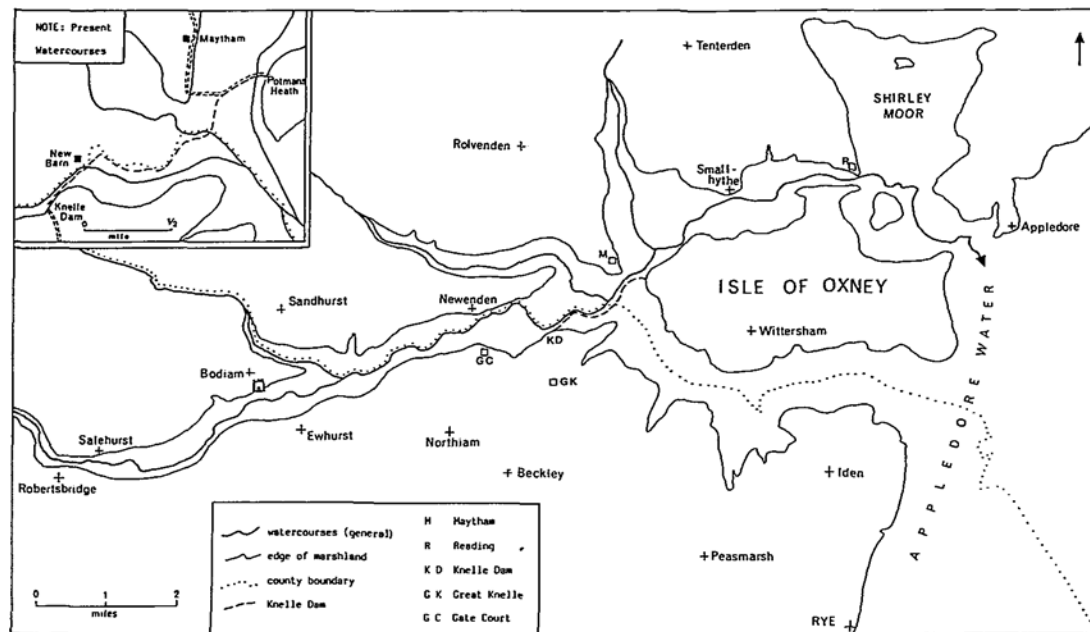 NOTE: Present
Watercourses
Maytham
Potmans
Heath
New
Barn
Knelle
Dam
0 ½
mile
Tenterden
SHIRLEY
MOOR
Rolvenden
Small-
hythe
R
Appledore
M
ISLE OF OXNEY
Sandhurst
Newenden
KD
Wittersham
GC
GK
Bodiam
Salehurst
Ewhurst
Northiam
Robertsbridge
Beckley
Iden
APPLEDORE WATER
Peasmarsh
RYE
0 1 2
miles
watercourses (general)
edge of marshland
county boundary
Knelle Dam
M Maytham
R Reading
K D Knelle Dam
G K Great Knelle
G C Gate Court